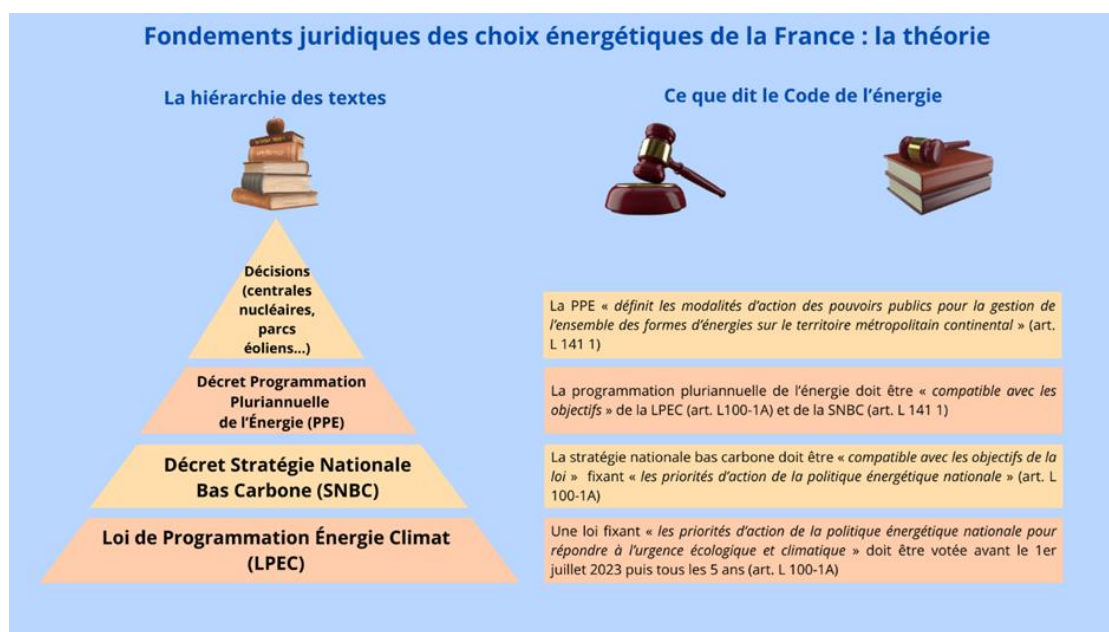 Fondements juridiques des choix énergétiques de la France : la théorie
La hiérarchie des textes
Ce que dit le Code de l'énergie
Décisions
(centrales
nucléaires,
parcs
éoliens...)
La PPE « définit les modalités d'action des pouvoirs publics pour la gestion de
l'ensemble des formes d'énergies sur le territoire métropolitain continental » (art.
L 141 1)
Décret Programmation
Pluriannuelle
de l'Énergie (PPE)
La programmation pluriannuelle de l'énergie doit être « compatible avec les
objectifs » de la LPEC (art. L100-1A) et de la SNBC (art. L 141 1)
Décret Stratégie Nationale
Bas Carbone (SNBC)
La stratégie nationale bas carbone doit être « compatible avec les objectifs de la
loi » fixant « les priorités d'action de la politique énergétique nationale » (art. L
100-1A)
Loi de Programmation Énergie Climat
(LPEC)
Une loi fixant « les priorités d'action de la politique énergétique nationale pour
répondre à l'urgence écologique et climatique » doit être votée avant le 1er
juillet 2023 puis tous les 5 ans (art. L 100-1A)